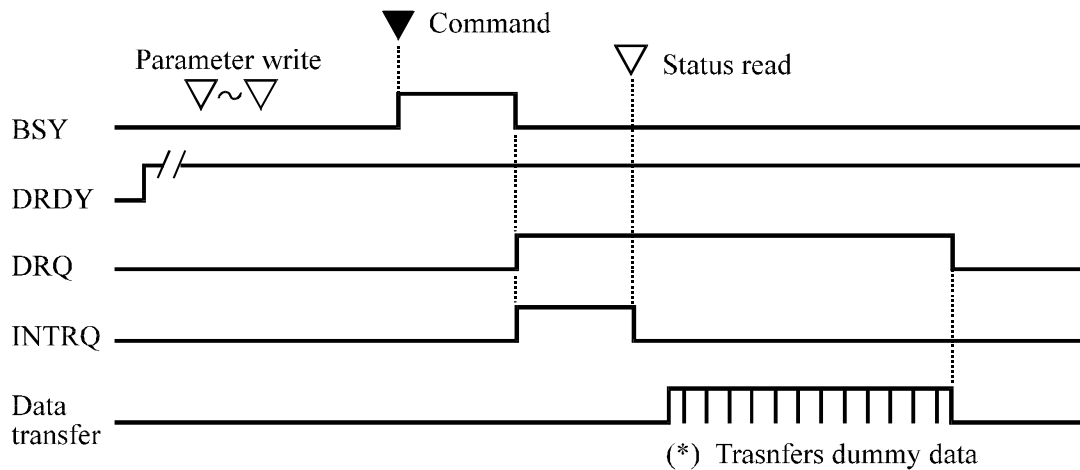 Command
Parameter write
Status read
~
BSY
DRDY
DRQ
INTRQ
Data
transfer
(*) Trasnfers dummy data